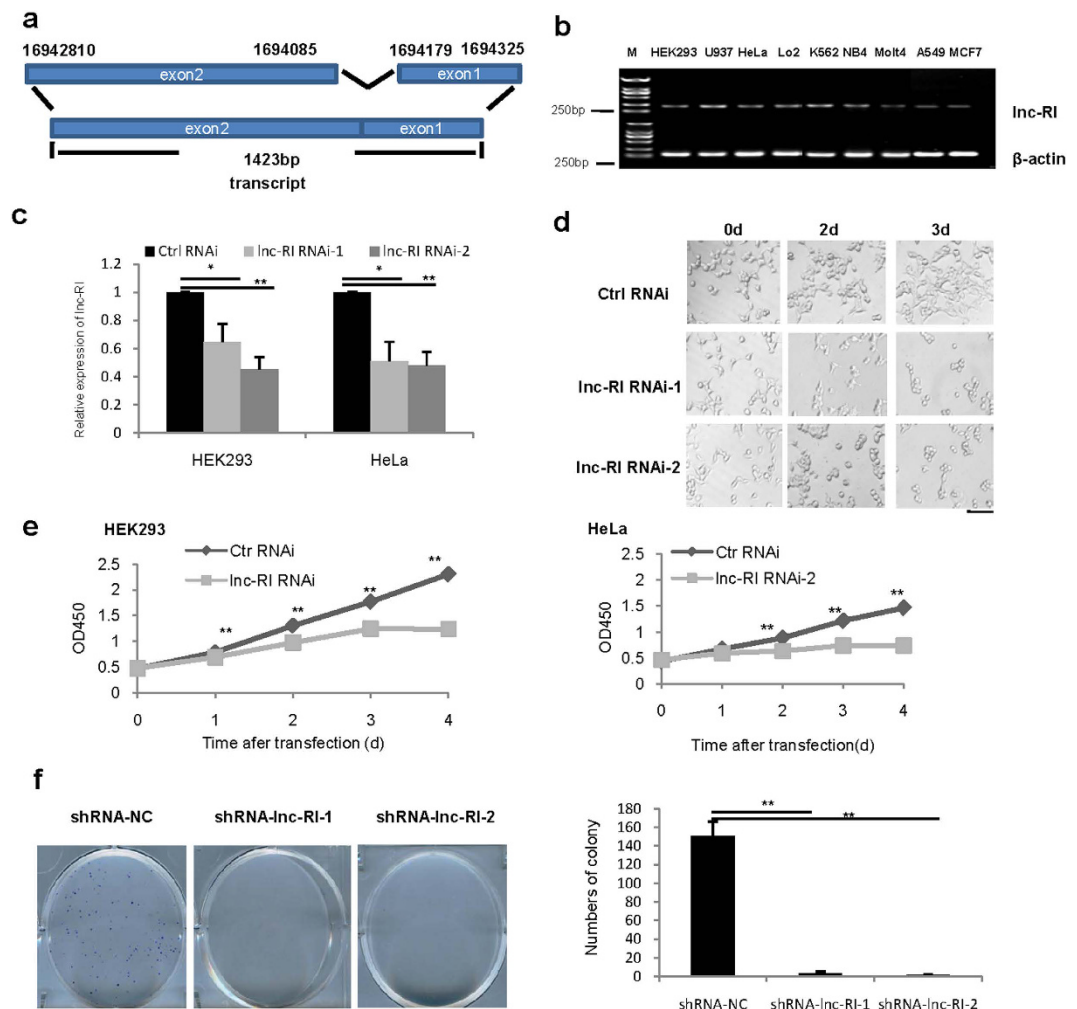 a
16942810 1694085 1694179 1694325
exon2 exon1
exon2 exon1
1423bp
transcript
b
M HEK293 U937 HeLa Lo2 K562 NB4 Molt4 A549 MCF7
250bp lnc-RI
250bp β-actin
c
Ctrl RNAi lnc-RI RNAi-1 lnc-RI RNAi-2
Relative expression of lnc-RI
1.2
1
0.8
0.6
0.4
0.2
0
* ** * **
HEK293 HeLa
d
0d 2d 3d
Ctrl RNAi
lnc-RI RNAi-1
lnc-RI RNAi-2
e
HEK293
Ctr RNAi
lnc-RI RNAi
OD450
2.5
2
1.5
1
0.5
0
** ** ** **
0 1 2 3 4
Time afer transfection (d)
HeLa
Ctr RNAi
lnc-RI RNAi-2
OD450
2.5
2
1.5
1
0.5
0
** ** **
0 1 2 3 4
Time after transfection(d)
f
shRNA-NC shRNA-lnc-RI-1 shRNA-lnc-RI-2
Numbers of colony
180
160
140
120
100
80
60
40
20
0
** **
shRNA-NC shRNA-lnc-RI-1 shRNA-lnc-RI-2